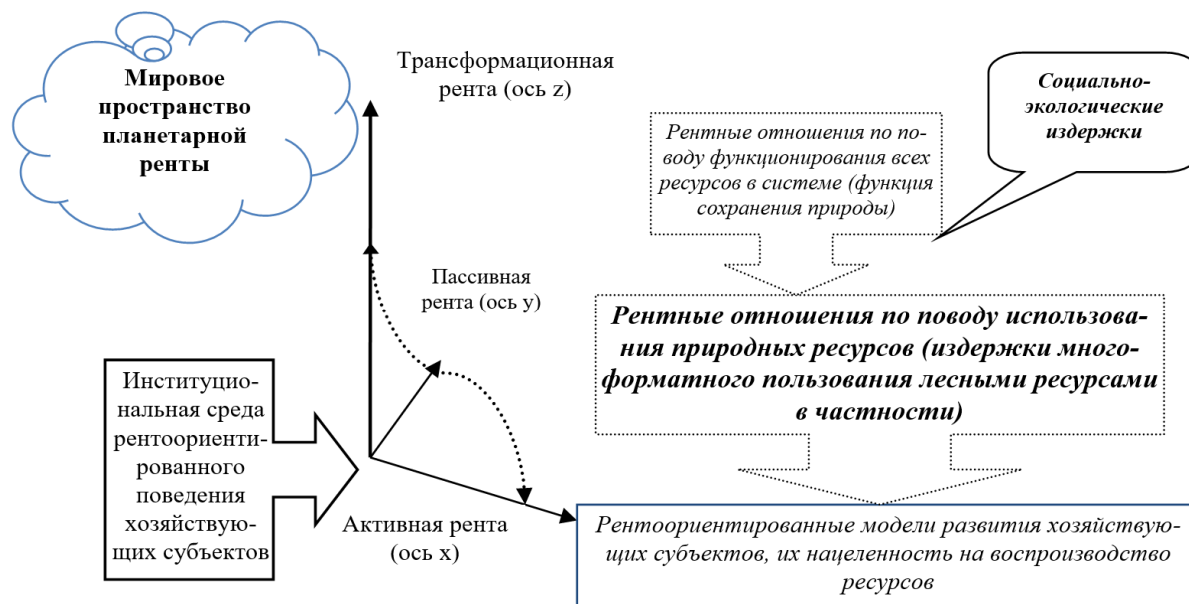 Мировое
пространство
планетарной
ренты
Трансформационная
рента (ось z)
Социально-
экологические
издержки
Рентные отношения по по-
воду функционирования всех
ресурсов в системе (функция
сохранения природы)
Пассивная
рента (ось y)
Рентные отношения по поводу использова-
ния природных ресурсов (издержки много-
форматного пользования лесными ресурсами
в частности)
Институцио-
нальная среда
рентоориенти-
рованного
поведения
хозяйствую-
щих субъектов
Активная рента
(ось x)
Рентоориентированные модели развития хозяйствую-
щих субъектов, их нацеленность на воспроизводство
ресурсов